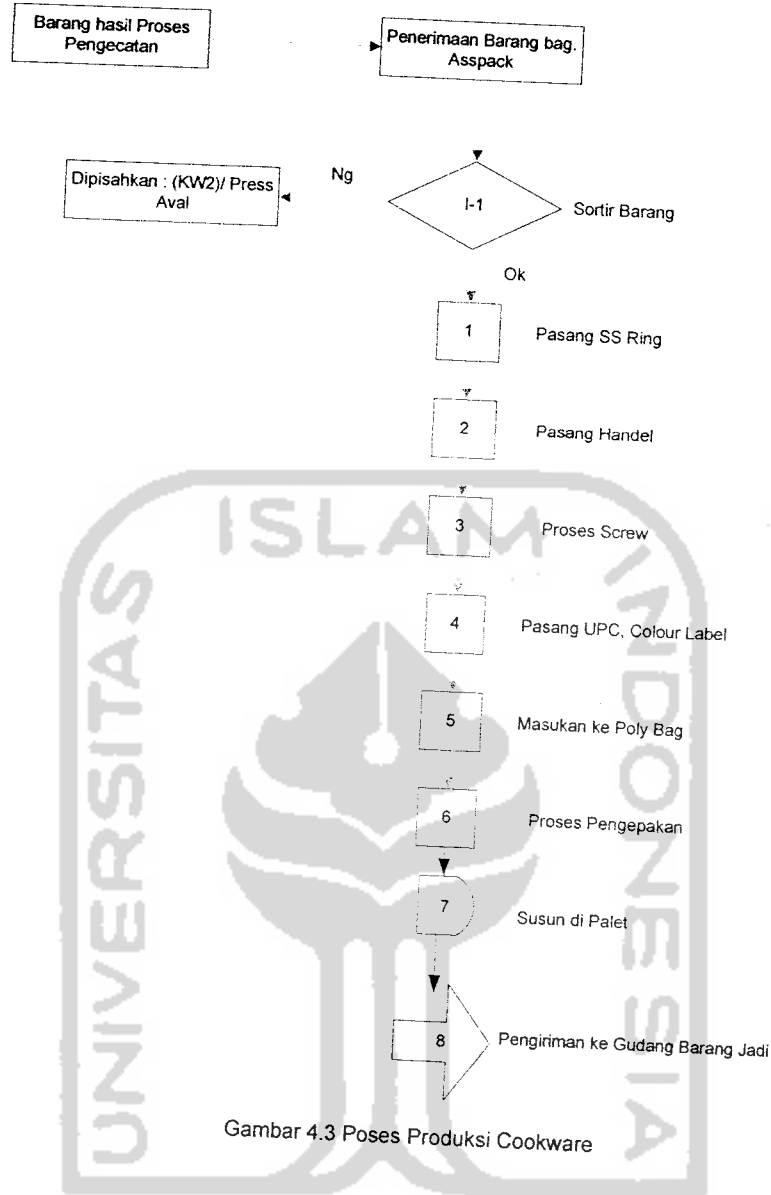 Barang hasil Proses
Pengecatan
Penerimaan Barang bag.
Asspack
Dipisahkan : (KW2)/ Press
Aval
Ng
I-1
Sortir Barang
Ok
1
Pasang SS Ring
2
Pasang Handel
3
Proses Screw
4
Pasang UPC, Colour Label
5
Masukan ke Poly Bag
6
Proses Pengepakan
7
Susun di Palet
8
Pengiriman ke Gudang Barang Jadi
Gambar 4.3 Poses Produksi Cookware
UNIVERSITAS
ISLAM
INDONESIA